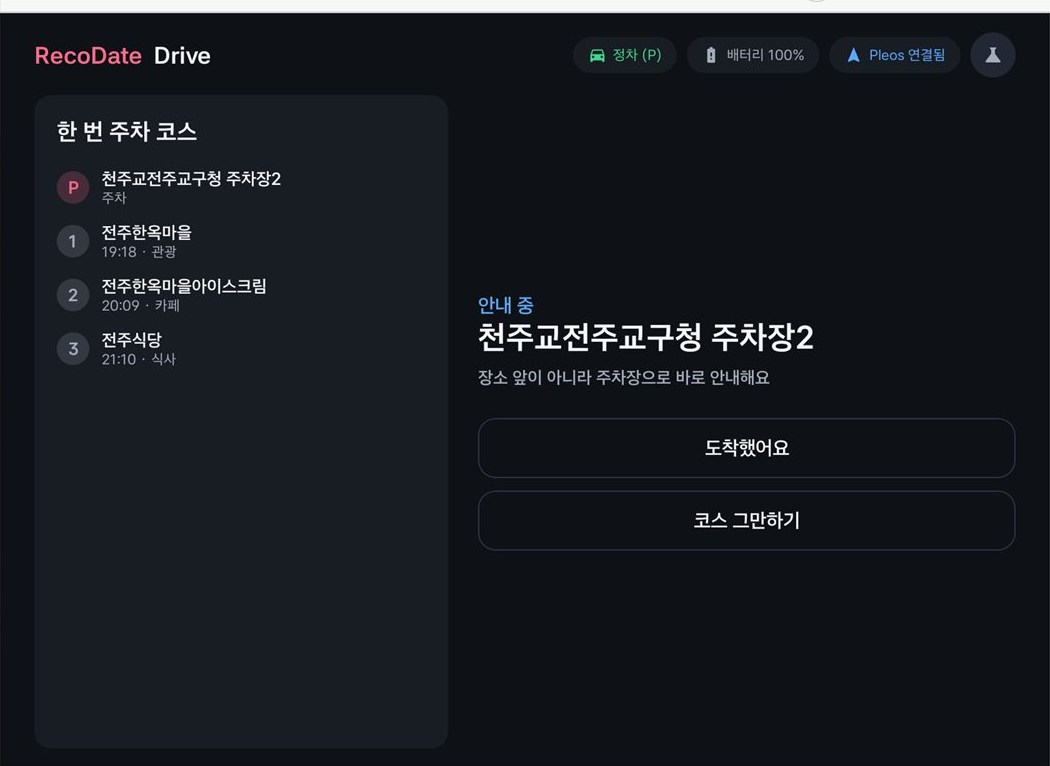 RecoDate Drive
정차 (P)
배터리 100%
Pleos 연결됨
한 번 주차 코스
P
천주교전주교구청 주차장2
주차
1
전주한옥마을
19:18 · 관광
2
전주한옥마을아이스크림
20:09 · 카페
3
전주식당
21:10 · 식사
안내 중
천주교전주교구청 주차장2
장소 앞이 아니라 주차장으로 바로 안내해요
도착했어요
코스 그만하기